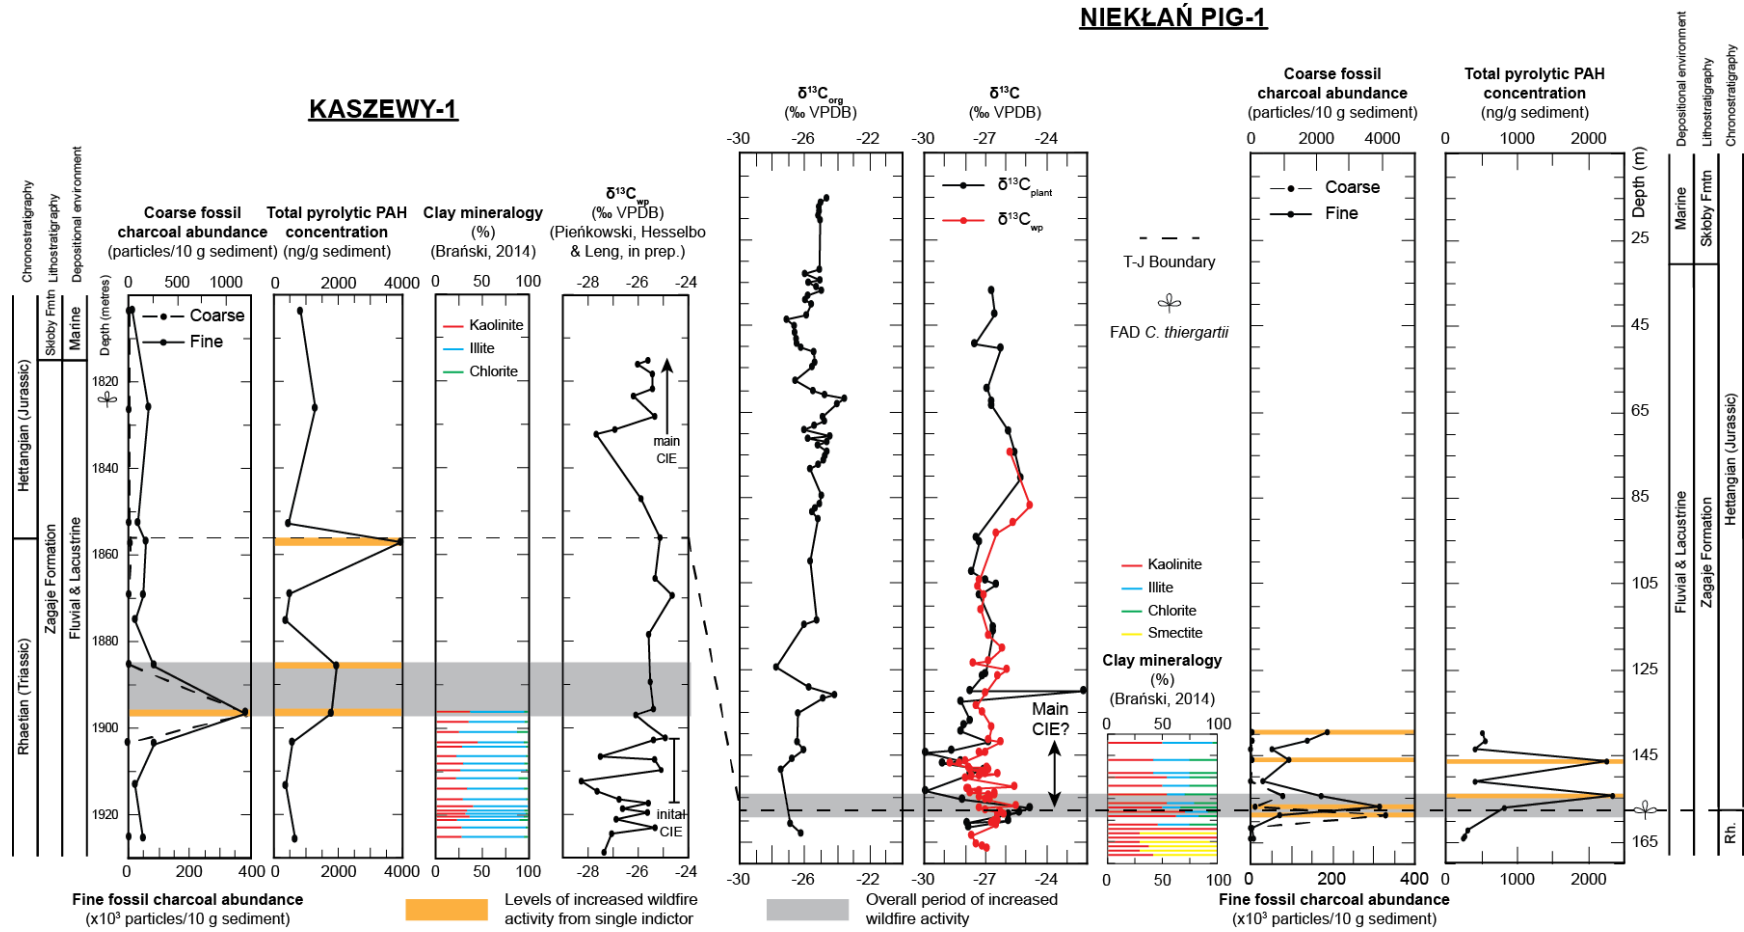 NIEKŁAŃ PIG-1
KASZEWY-1
Chronostratigraphy
Lithostratigraphy
Depositional environment
Coarse fossil
charcoal abundance
(particles/10 g sediment)
0 500 1000
Total pyrolytic PAH
concentration
(ng/g sediment)
0 2000 4000
Clay mineralogy
(%)
(Brański, 2014)
0 50 100
δ¹³Cwp
(‰ VPDB)
(Pieńkowski, Hesselbo
& Leng, in prep.)
-28 -26 -24
Hettangian (Jurassic)
Rhaetian (Triassic)
Skłoby Fmtn
Zagaje Formation
Marine
Fluvial & Lacustrine
Depth (metres)
1820
1840
1860
1880
1900
1920
Coarse
Fine
Kaolinite
Illite
Chlorite
main
CIE
inital
CIE
0 200 400
0 2000 4000
0 50 100
-28 -26 -24
Fine fossil charcoal abundance
(x10³ particles/10 g sediment)
Levels of increased wildfire
activity from single indictor
Overall period of increased
wildfire activity
δ¹³Corg
(‰ VPDB)
-30 -26 -22
δ¹³C
(‰ VPDB)
-30 -27 -24
δ¹³Cplant
δ¹³Cwp
Main
CIE?
-30 -26 -22
-30 -27 -24
T-J Boundary
FAD C. thiergartii
Kaolinite
Illite
Chlorite
Smectite
Clay mineralogy
(%)
(Brański, 2014)
0 50 100
0 50 100
Coarse fossil
charcoal abundance
(particles/10 g sediment)
0 2000 4000
Coarse
Fine
0 200 400
Fine fossil charcoal abundance
(x10³ particles/10 g sediment)
Total pyrolytic PAH
concentration
(ng/g sediment)
0 1000 2000
0 1000 2000
Depth (m)
25
45
65
85
105
125
145
165
Depositional environment
Lithostratigraphy
Chronostratigraphy
Marine
Fluvial & Lacustrine
Skłoby Fmtn
Zagaje Formation
Hettangian (Jurassic)
Rh.